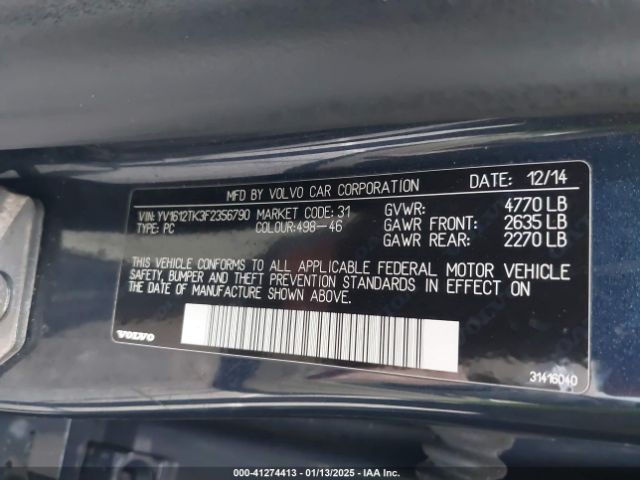 MFD BY VOLVO CAR CORPORATION DATE: 12/14
VIN: YV1612TK3F2356790 MARKET CODE: 31 GVWR: 4770 LB
TYPE: PC COLOUR:498-46 GAWR FRONT: 2635 LB
GAWR REAR: 2270 LB
THIS VEHICLE CONFORMS TO ALL APPLICABLE FEDERAL MOTOR VEHICLE
SAFETY, BUMPER AND THEFT PREVENTION STANDARDS IN EFFECT ON
THE DATE OF MANUFACTURE SHOWN ABOVE.
VOLVO
31416040
000-41274413 - 01/13/2025 - IAA Inc.